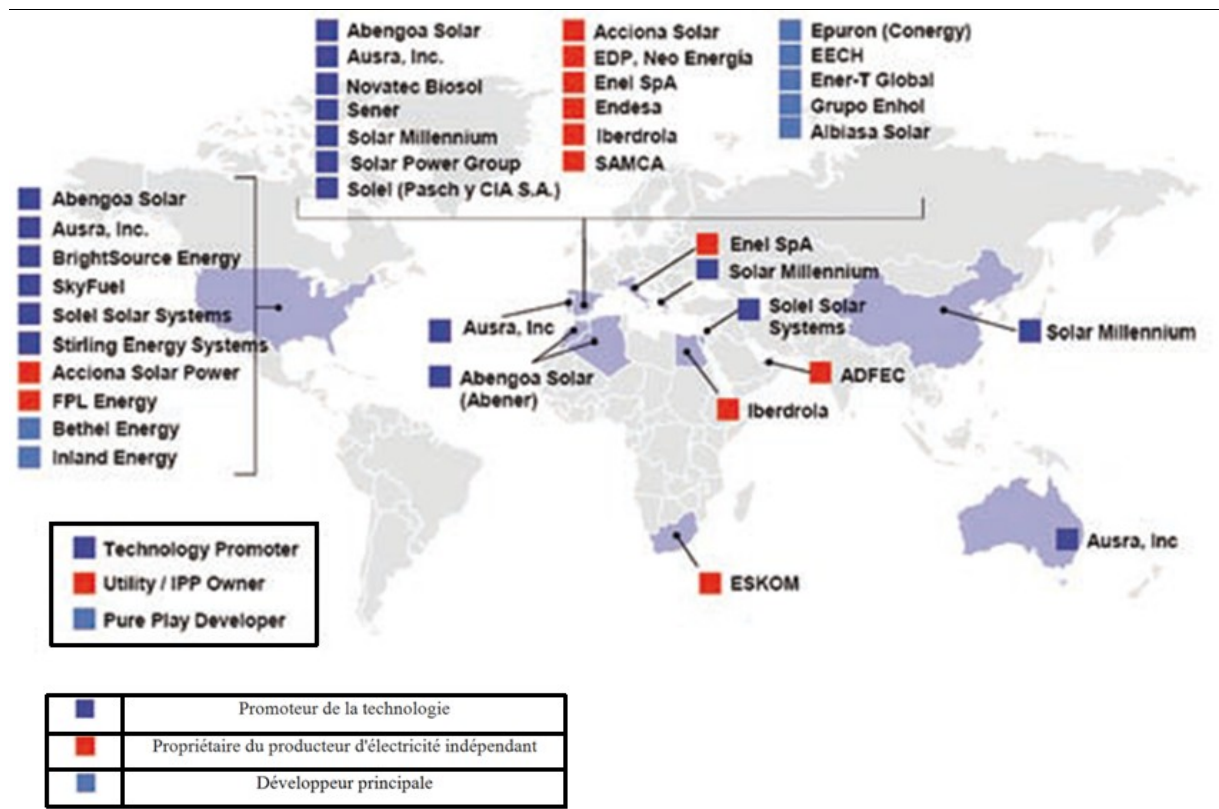 Abengoa Solar
Ausra, Inc.
Novatec Biosol
Sener
Solar Millennium
Solar Power Group
Solel (Pasch y CIA S.A.)
Acciona Solar
EDP, Neo Energía
Enel SpA
Endesa
Iberdrola
SAMCA
Epuron (Conergy)
EECH
Ener-T Global
Grupo Enhol
Albiasa Solar
Abengoa Solar
Ausra, Inc.
BrightSource Energy
SkyFuel
Solel Solar Systems
Stirling Energy Systems
Acciona Solar Power
FPL Energy
Bethel Energy
Inland Energy
Enel SpA
Solar Millennium
Solel Solar
Systems
Ausra, Inc
Abengoa Solar
(Abener)
Solar Millennium
ADFEC
Iberdrola
Ausra, Inc
ESKOM
Technology Promoter
Utility / IPP Owner
Pure Play Developer
Promoteur de la technologie
Propriétaire du producteur d'électricité indépendant
Développeur principale